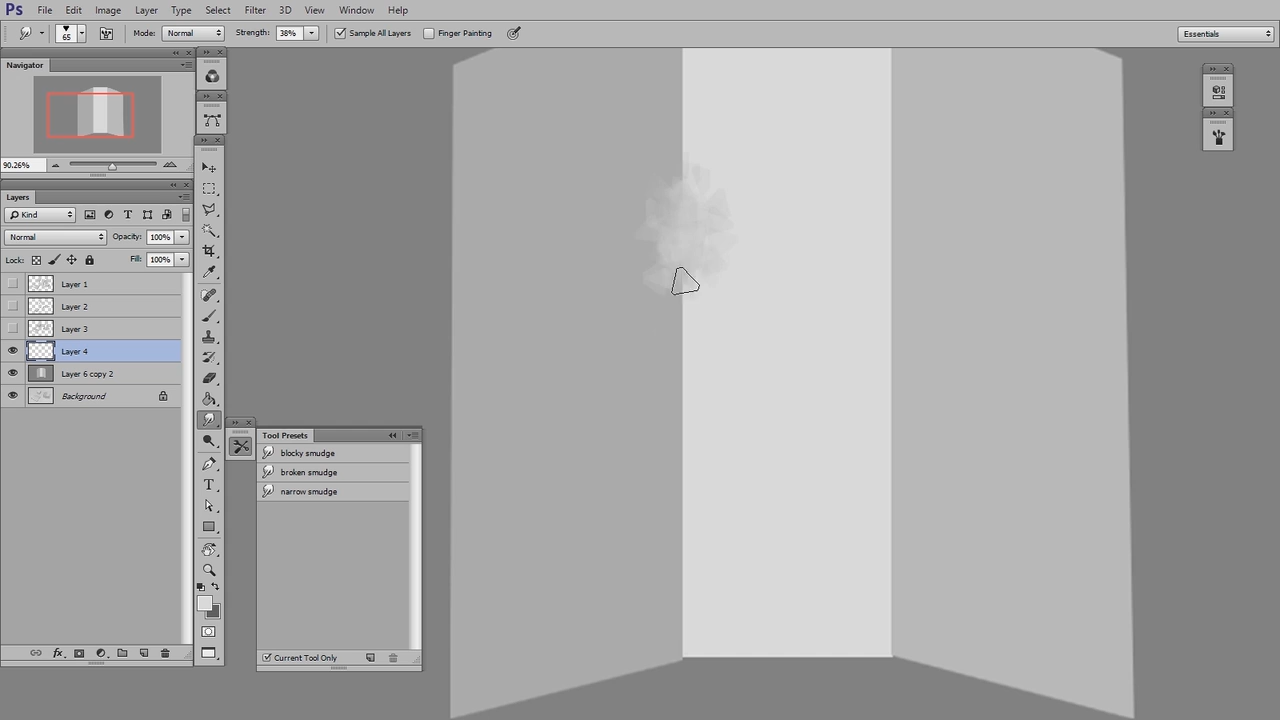 Ps File Edit Image Layer Type Select Filter 3D View Window Help
65 Mode: Normal Strength: 38% Sample All Layers Finger Painting Essentials
Navigator
90.26%
Layers
Kind
Normal Opacity: 100%
Lock: Fill: 100%
Layer 1
Layer 2
Layer 3
Layer 4
Layer 6 copy 2
Background
Tool Presets
blocky smudge
broken smudge
narrow smudge
Current Tool Only